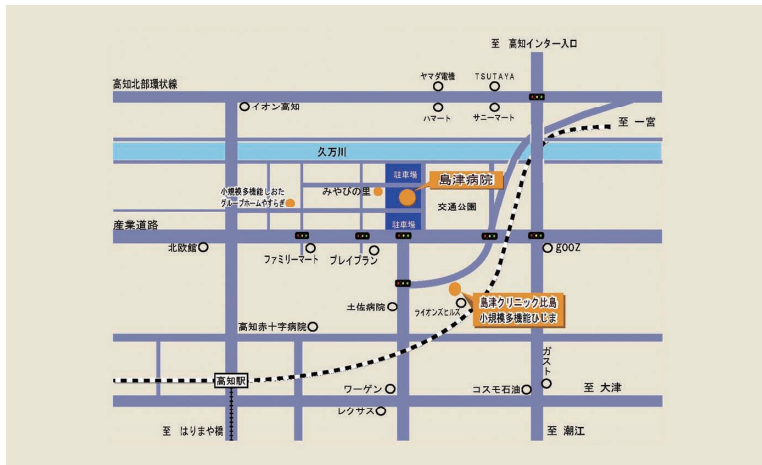 至 高知インター入口
ヤマダ電機
TSUTAYA
高知北部環状線
イオン高知
ハマート
サニーマート
至 一宮
久万川
駐車場
島津病院
みやびの里
小規模多機能しおた
グループホームやすらぎ
交通公園
産業道路
駐車場
北欧館
ファミリーマート
プレイプラン
gooz
島津クリニック比島
小規模多機能ひじま
土佐病院
ライオンズヒルズ
高知赤十字病院
ガスト
高知駅
ワーゲン
コスモ石油
至 大津
レクサス
至 はりまや橋
至 潮江